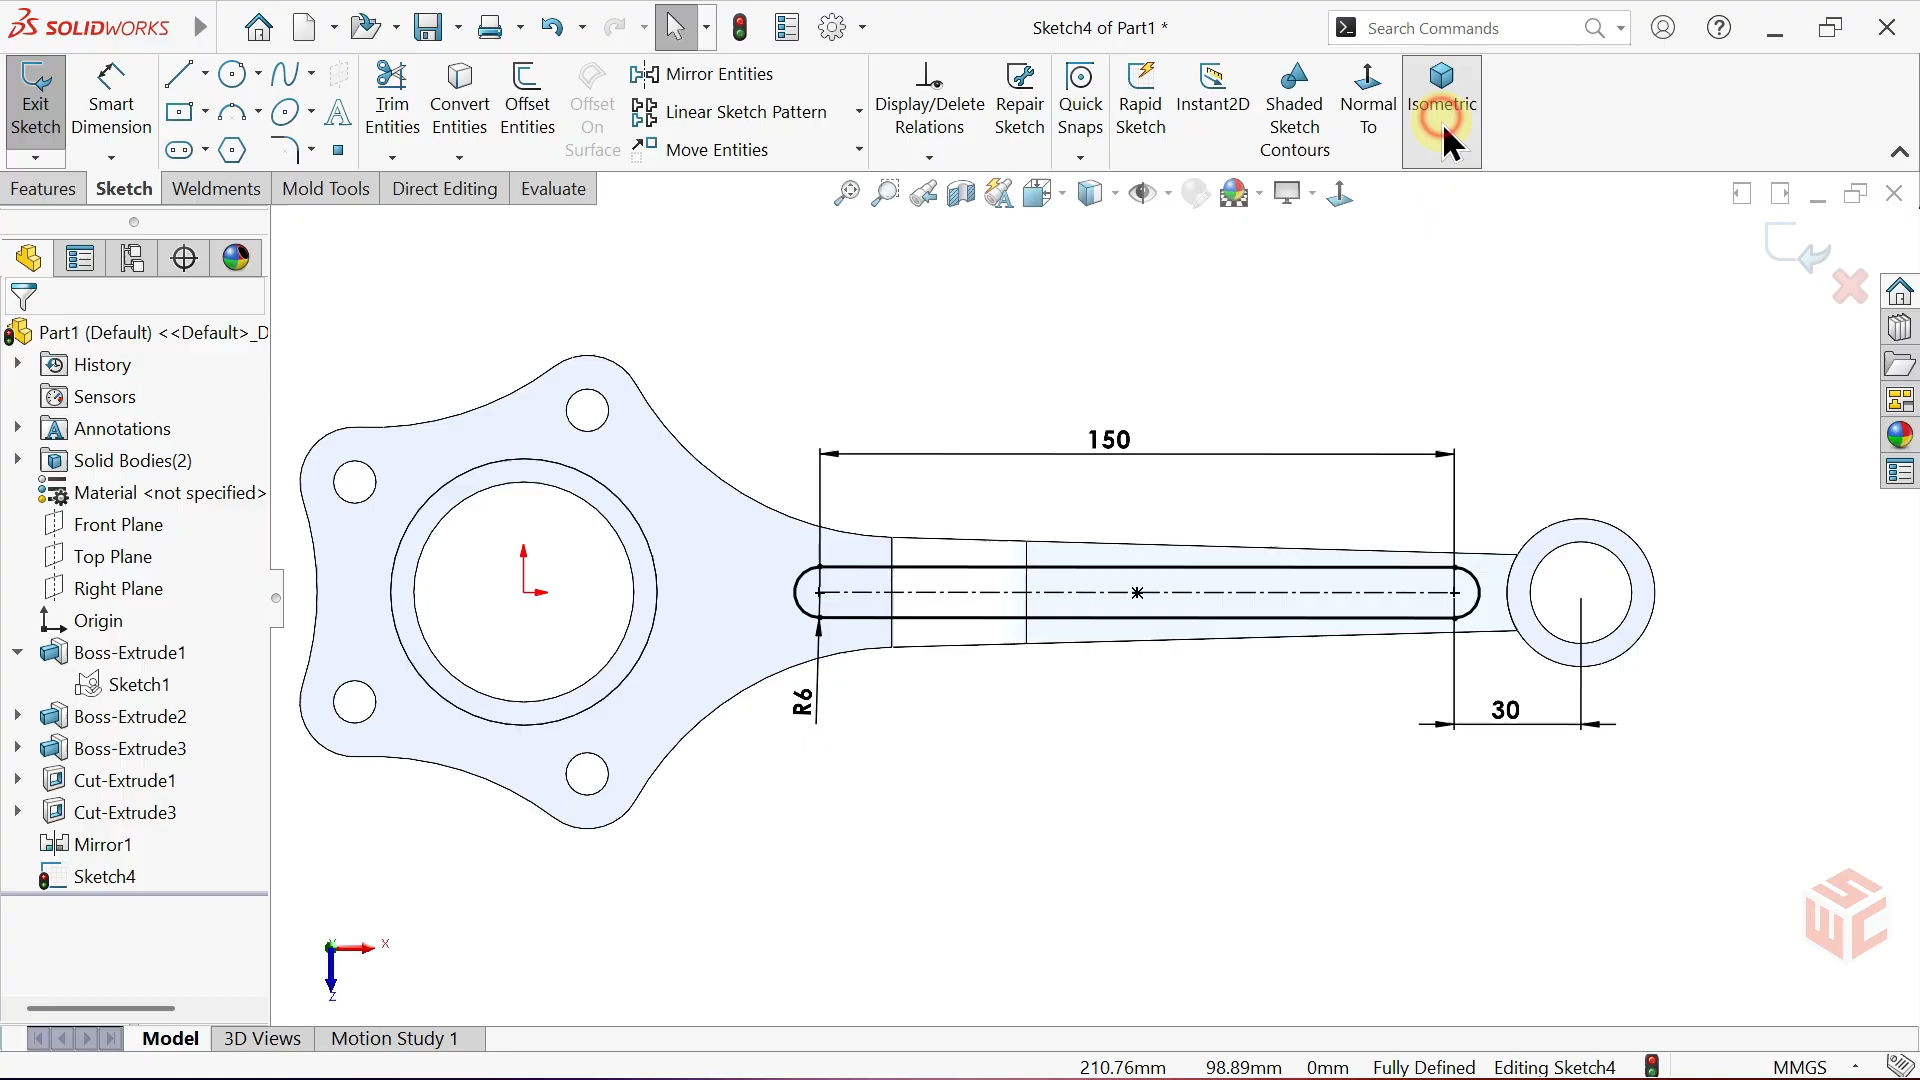 SOLIDWORKS
Sketch4 of Part1 *
Search Commands
Exit Sketch
Smart Dimension
Trim Entities
Convert Entities
Offset Entities
Offset On Surface
Mirror Entities
Linear Sketch Pattern
Move Entities
Display/Delete Relations
Repair Sketch
Quick Snaps
Rapid Sketch
Instant2D
Shaded Sketch Contours
Normal To
Isometric
Features
Sketch
Weldments
Mold Tools
Direct Editing
Evaluate
Part1 (Default) <<Default>_D
History
Sensors
Annotations
Solid Bodies(2)
Material <not specified>
Front Plane
Top Plane
Right Plane
Origin
Boss-Extrude1
Sketch1
Boss-Extrude2
Boss-Extrude3
Cut-Extrude1
Cut-Extrude3
Mirror1
Sketch4
150
R6
30
X
Y
Z
SWC
Model
3D Views
Motion Study 1
210.76mm
98.89mm
0mm
Fully Defined
Editing Sketch4
MMGS